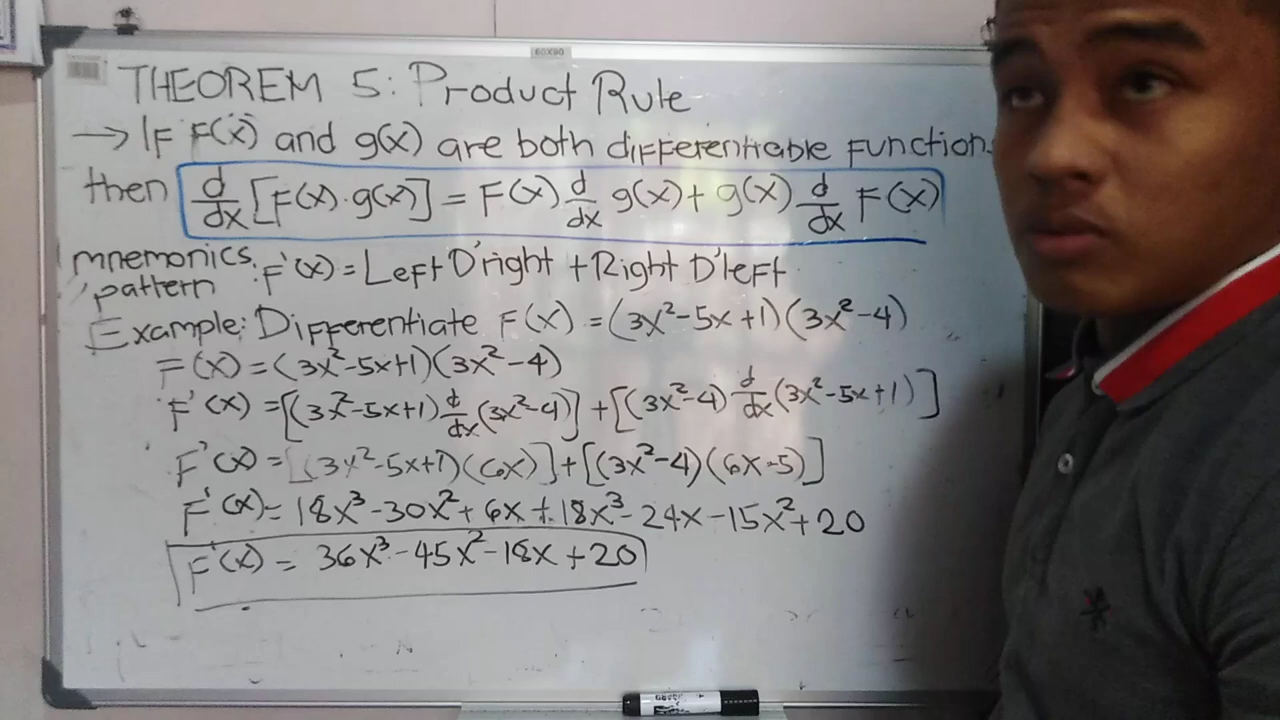 60X90
THEOREM 5: Product Rule
→ IF F(x) and g(x) are both differentiable function
then d/dx [F(x)·g(x)] = F(x) d/dx g(x) + g(x) d/dx F(x)
mnemonics pattern F'(x) = Left D'right + Right D'left
Example: Differentiate F(x) = (3x²-5x+1)(3x²-4)
F(x) = (3x²-5x+1)(3x²-4)
F'(x) = [(3x²-5x+1) d/dx (3x²-4)] + [(3x²-4) d/dx (3x²-5x+1)]
F'(x) = [(3x²-5x+1)(6x)] + [(3x²-4)(6x-5)]
F'(x) = 18x³-30x²+6x+18x³-24x-15x²+20
F'(x) = 36x³-45x²-18x+20